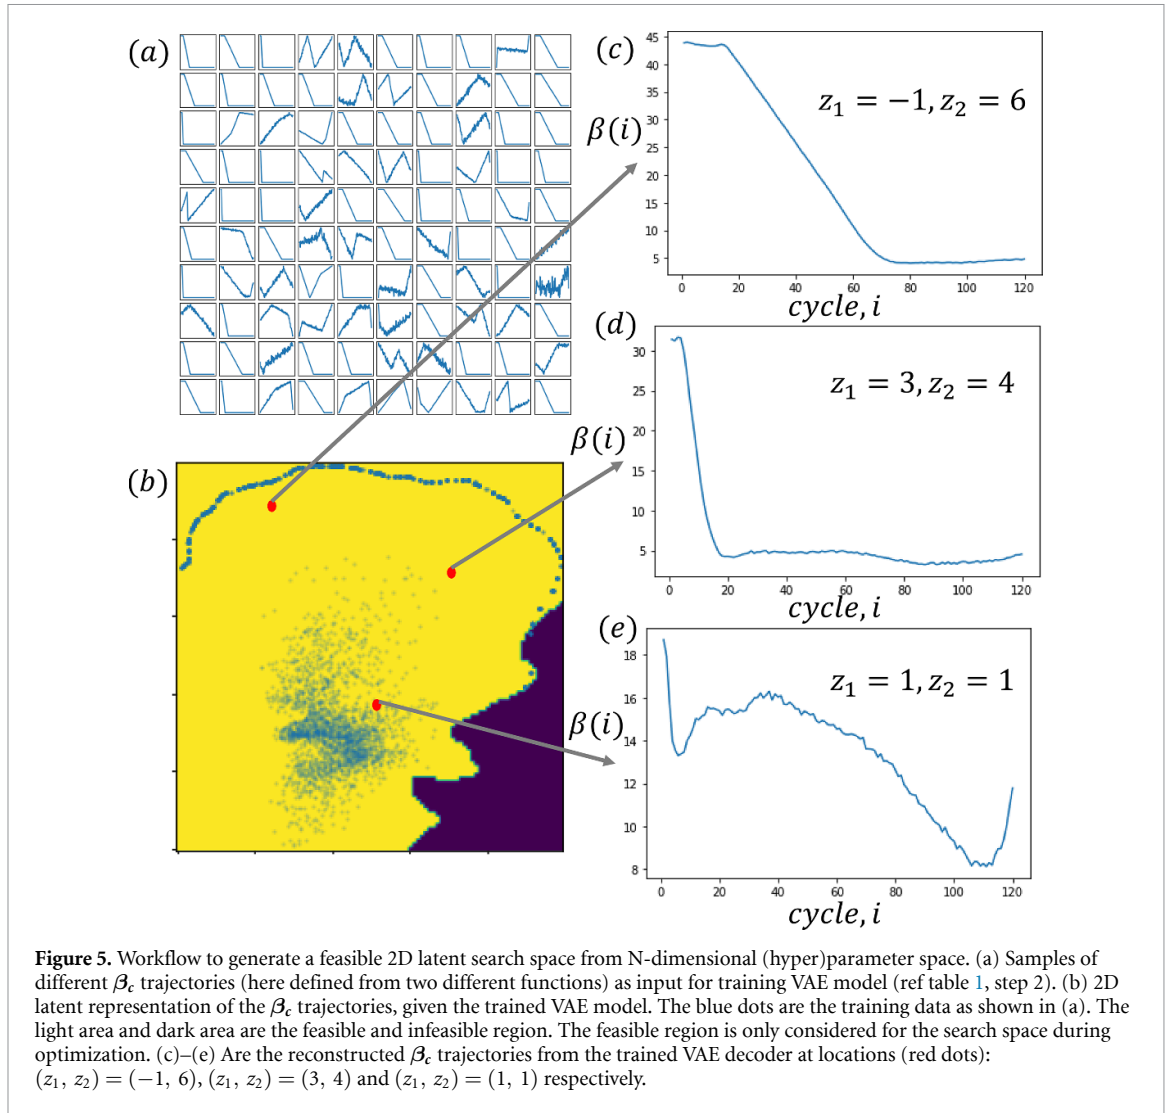 (a)
(c)
45
40
35
30
25
20
15
10
5
β(i)
z₁ = −1, z₂ = 6
0 20 40 60 80 100 120
cycle, i
(d)
30
25
20
15
10
5
β(i)
z₁ = 3, z₂ = 4
0 20 40 60 80 100 120
cycle, i
(b)
(e)
18
16
14
12
10
8
β(i)
z₁ = 1, z₂ = 1
0 20 40 60 80 100 120
cycle, i
Figure 5. Workflow to generate a feasible 2D latent search space from N-dimensional (hyper)parameter space. (a) Samples of
different β꜀ trajectories (here defined from two different functions) as input for training VAE model (ref table 1, step 2). (b) 2D
latent representation of the β꜀ trajectories, given the trained VAE model. The blue dots are the training data as shown in (a). The
light area and dark area are the feasible and infeasible region. The feasible region is only considered for the search space during
optimization. (c)–(e) Are the reconstructed β꜀ trajectories from the trained VAE decoder at locations (red dots):
(z₁, z₂) = (−1, 6), (z₁, z₂) = (3, 4) and (z₁, z₂) = (1, 1) respectively.